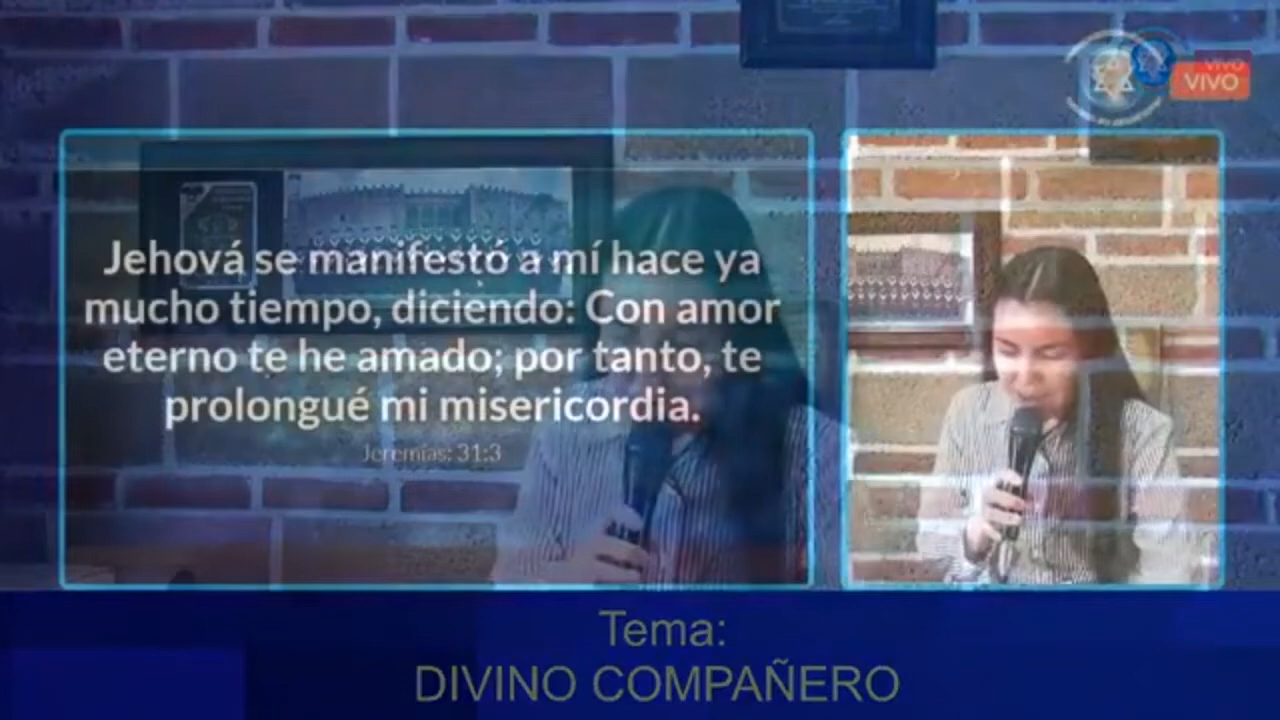 VIVO
VIVO
Jehová se manifestó a mí hace ya
mucho tiempo, diciendo: Con amor
eterno te he amado; por tanto, te
prolongué mi misericordia.
Jeremías: 31:3
Tema:
DIVINO COMPAÑERO